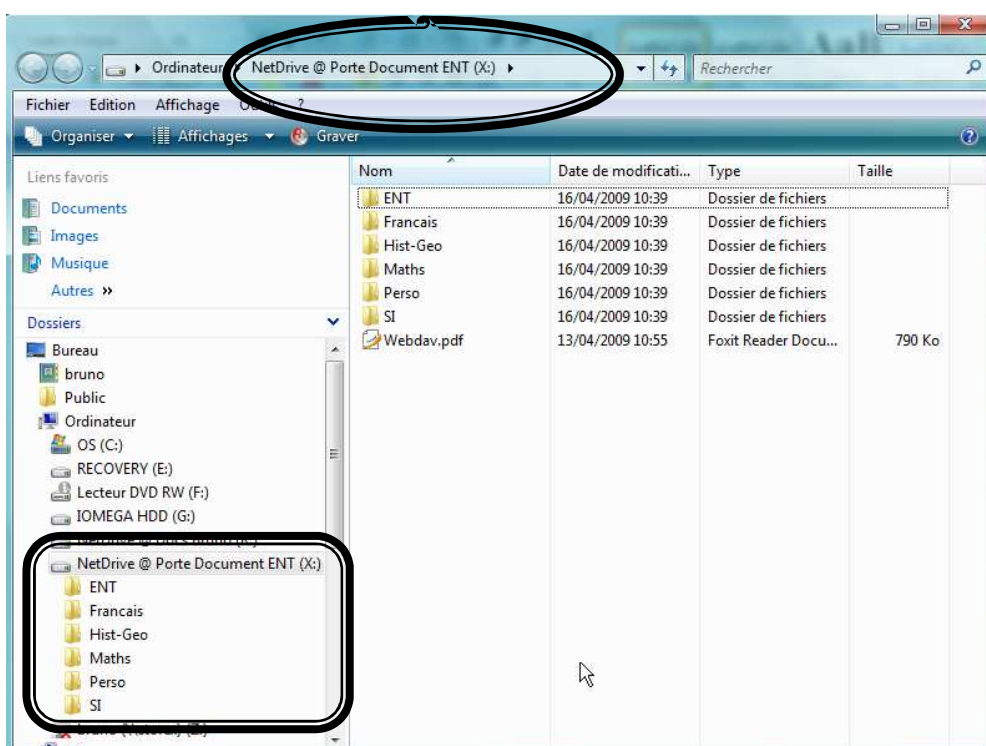 Ordinateur NetDrive @ Porte Document ENT (X:) Rechercher
Fichier Edition Affichage ?
Organiser Affichages Graver
Liens favoris
Documents
Images
Musique
Autres »
Dossiers
Bureau
bruno
Public
Ordinateur
OS (C:)
RECOVERY (E:)
Lecteur DVD RW (F:)
IOMEGA HDD (G:)
NetDrive @ Porte Document ENT (X:)
ENT
Francais
Hist-Geo
Maths
Perso
SI
Nom Date de modificati... Type Taille
ENT 16/04/2009 10:39 Dossier de fichiers
Francais 16/04/2009 10:39 Dossier de fichiers
Hist-Geo 16/04/2009 10:39 Dossier de fichiers
Maths 16/04/2009 10:39 Dossier de fichiers
Perso 16/04/2009 10:39 Dossier de fichiers
SI 16/04/2009 10:39 Dossier de fichiers
Webdav.pdf 13/04/2009 10:55 Foxit Reader Docu... 790 Ko